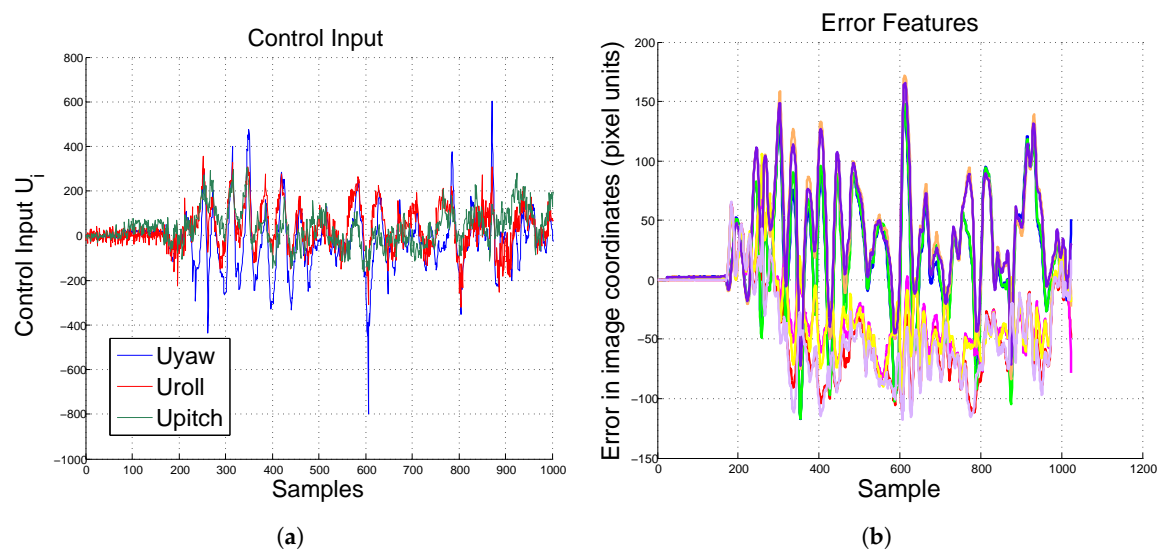 Control Input
800
600
400
200
0
−200
−400
−600
−800
−1000
0 100 200 300 400 500 600 700 800 900 1000
Control Input U_i
Samples
Uyaw
Uroll
Upitch
(a)
Error Features
200
150
100
50
0
−50
−100
−150
0 200 400 600 800 1000 1200
Error in image coordinates (pixel units)
Sample
(b)